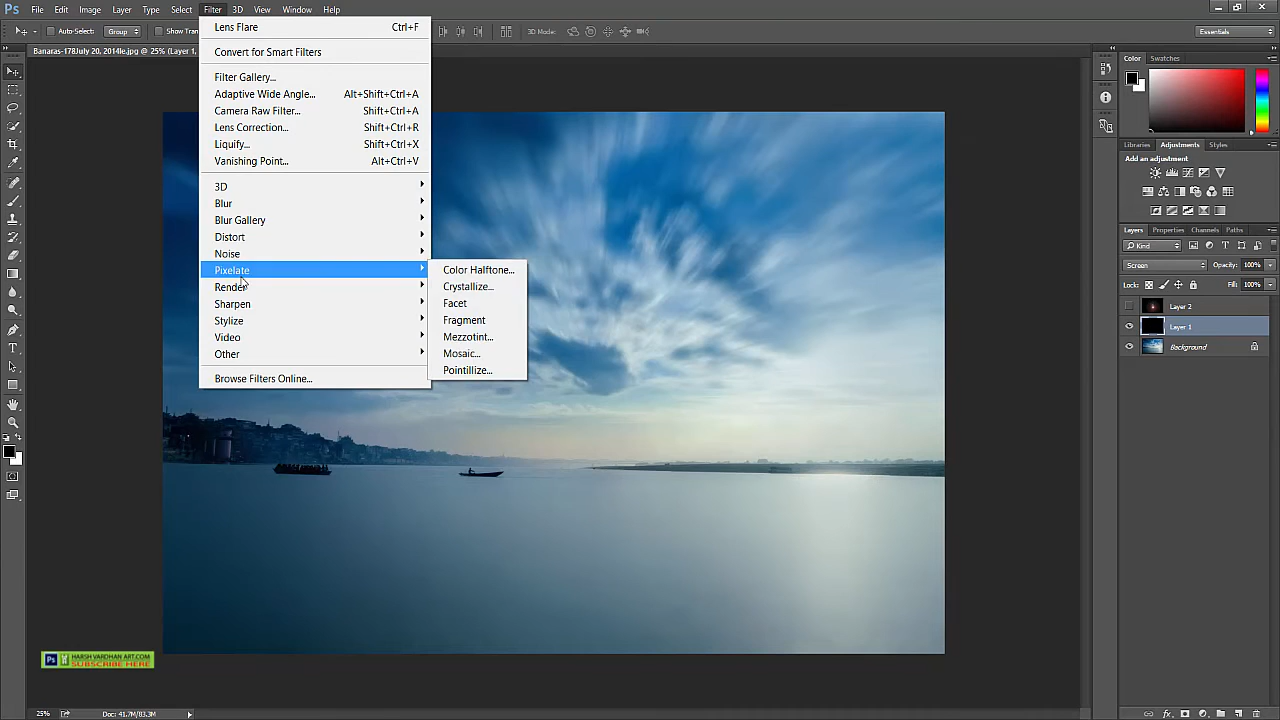 Ps File Edit Image Layer Type Select Filter 3D View Window Help
Auto-Select: Group Show Tran 3D Mode: Essentials
Banaras-178July 20, 2014le.jpg @ 25% (Layer 1,
Lens Flare Ctrl+F
Convert for Smart Filters
Filter Gallery...
Adaptive Wide Angle... Alt+Shift+Ctrl+A
Camera Raw Filter... Shift+Ctrl+A
Lens Correction... Shift+Ctrl+R
Liquify... Shift+Ctrl+X
Vanishing Point... Alt+Ctrl+V
3D
Blur
Blur Gallery
Distort
Noise
Pixelate
Render
Sharpen
Stylize
Video
Other
Browse Filters Online...
Color Halftone...
Crystallize...
Facet
Fragment
Mezzotint...
Mosaic...
Pointillize...
Color Swatches
Libraries Adjustments Styles
Add an adjustment
Layers Properties Channels Paths
Kind
Screen Opacity: 100%
Lock: Fill: 100%
Layer 2
Layer 1
Background
Ps HARSH VARDHAN ART.COM
SUBSCRIBE HERE
25% Doc: 41.7M/83.3M